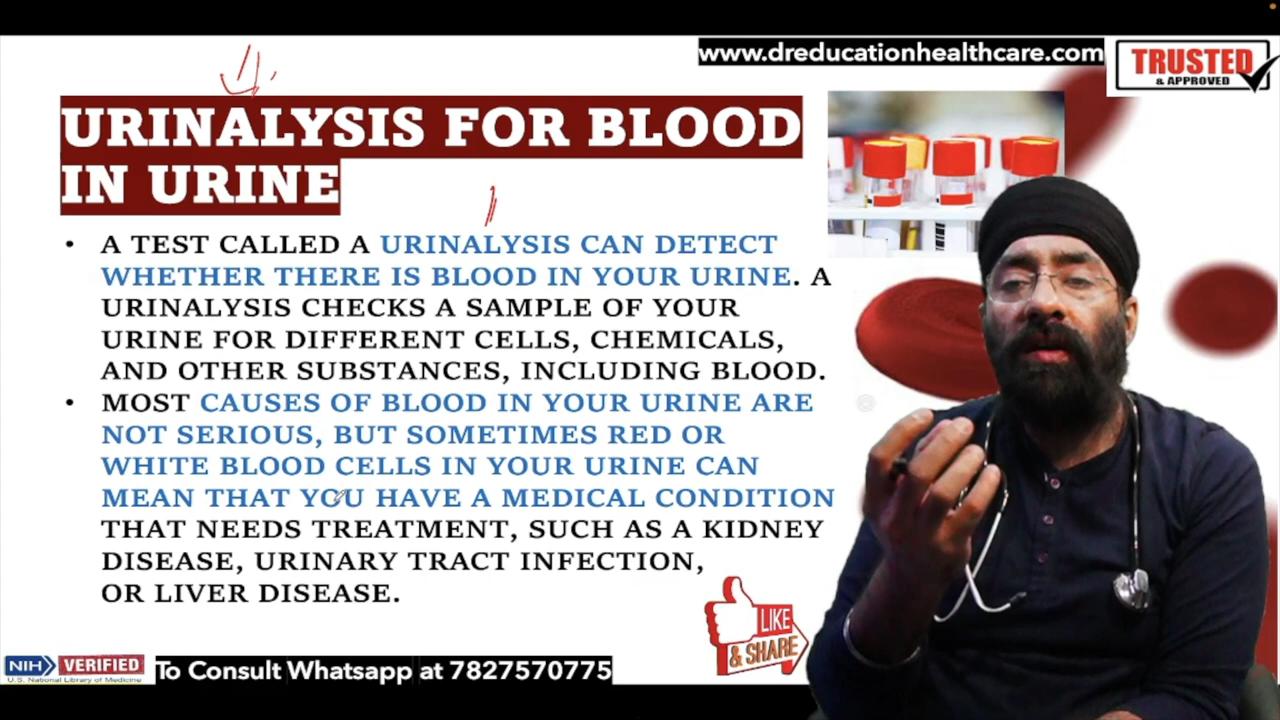 www.dreducationhealthcare.com
TRUSTED
& APPROVED
URINALYSIS FOR BLOOD
IN URINE
• A TEST CALLED A URINALYSIS CAN DETECT
WHETHER THERE IS BLOOD IN YOUR URINE. A
URINALYSIS CHECKS A SAMPLE OF YOUR
URINE FOR DIFFERENT CELLS, CHEMICALS,
AND OTHER SUBSTANCES, INCLUDING BLOOD.
• MOST CAUSES OF BLOOD IN YOUR URINE ARE
NOT SERIOUS, BUT SOMETIMES RED OR
WHITE BLOOD CELLS IN YOUR URINE CAN
MEAN THAT YOU HAVE A MEDICAL CONDITION
THAT NEEDS TREATMENT, SUCH AS A KIDNEY
DISEASE, URINARY TRACT INFECTION,
OR LIVER DISEASE.
LIKE
& SHARE
NIH VERIFIED
U.S. National Library of Medicine
To Consult Whatsapp at 7827570775